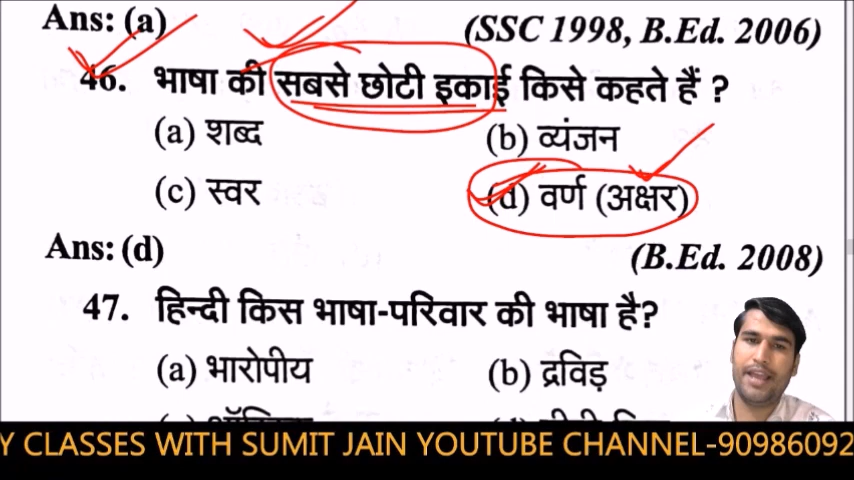 Ans: (a)
(SSC 1998, B.Ed. 2006)
46. भाषा की सबसे छोटी इकाई किसे कहते हैं ?
(a) शब्द (b) व्यंजन
(c) स्वर (d) वर्ण (अक्षर)
Ans: (d) (B.Ed. 2008)
47. हिन्दी किस भाषा-परिवार की भाषा है?
(a) भारोपीय (b) द्रविड़
Y CLASSES WITH SUMIT JAIN YOUTUBE CHANNEL-90986092